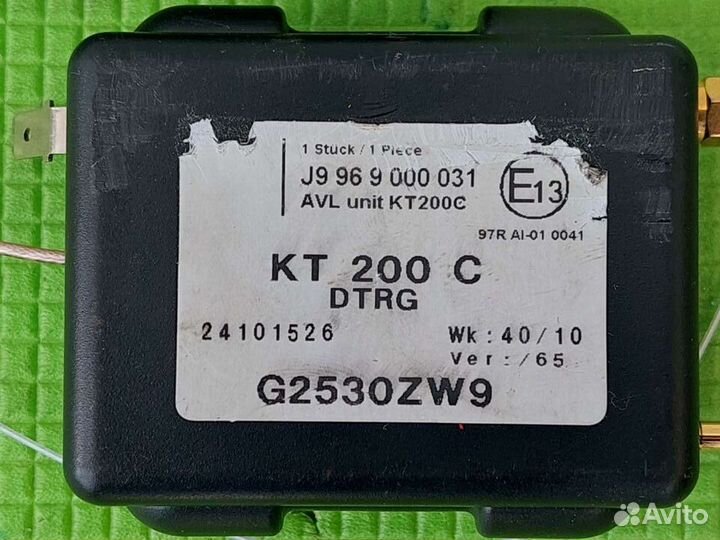 1 Stuck / 1 Piece
J9 96 9 000 031
AVL unit KT200C
E13
97R AI-01 0041
KT 200 C
DTRG
24101526
Wk: 40/10
Ver: /65
G2530ZW9
Avito